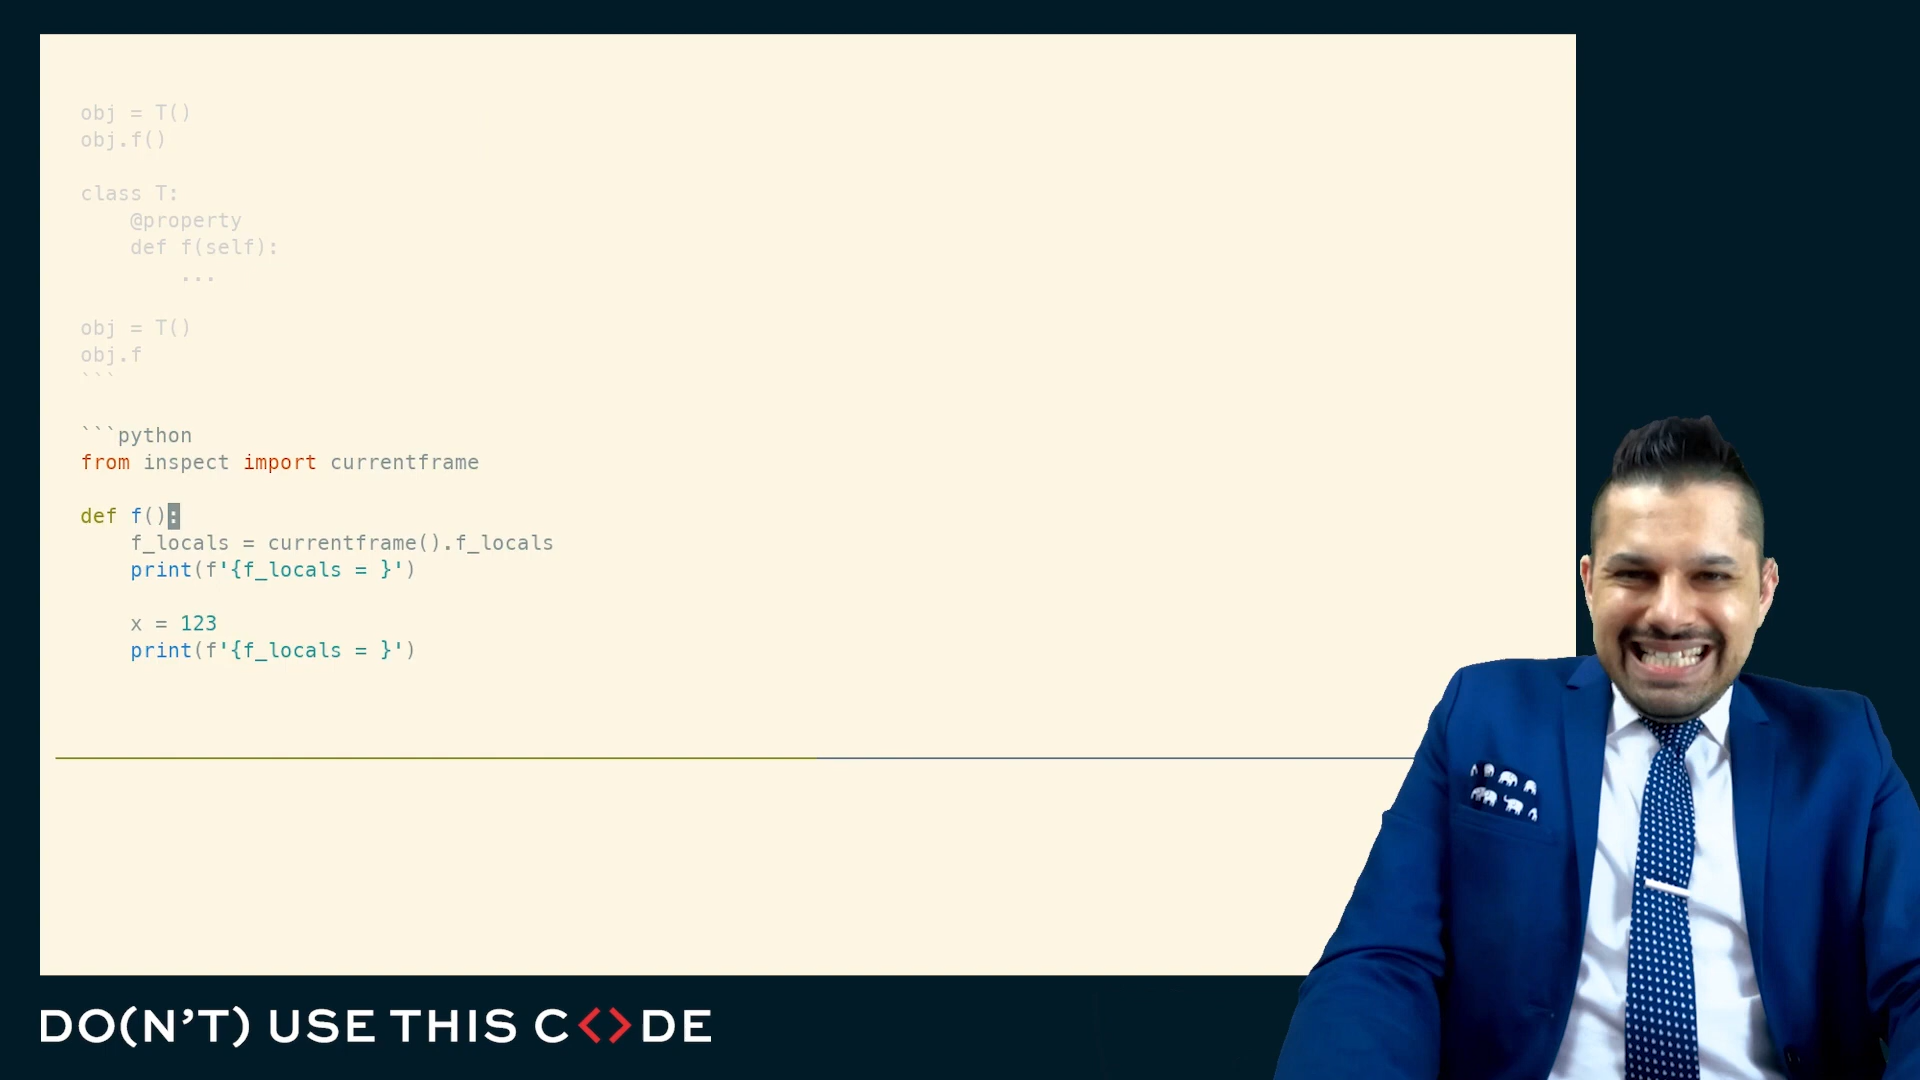 obj = T()
obj.f()
class T:
    @property
    def f(self):
        ...
obj = T()
obj.f
```
```python
from inspect import currentframe
def f():
    f_locals = currentframe().f_locals
    print(f'{f_locals = }')
    x = 123
    print(f'{f_locals = }')
DO(N'T) USE THIS C<>DE